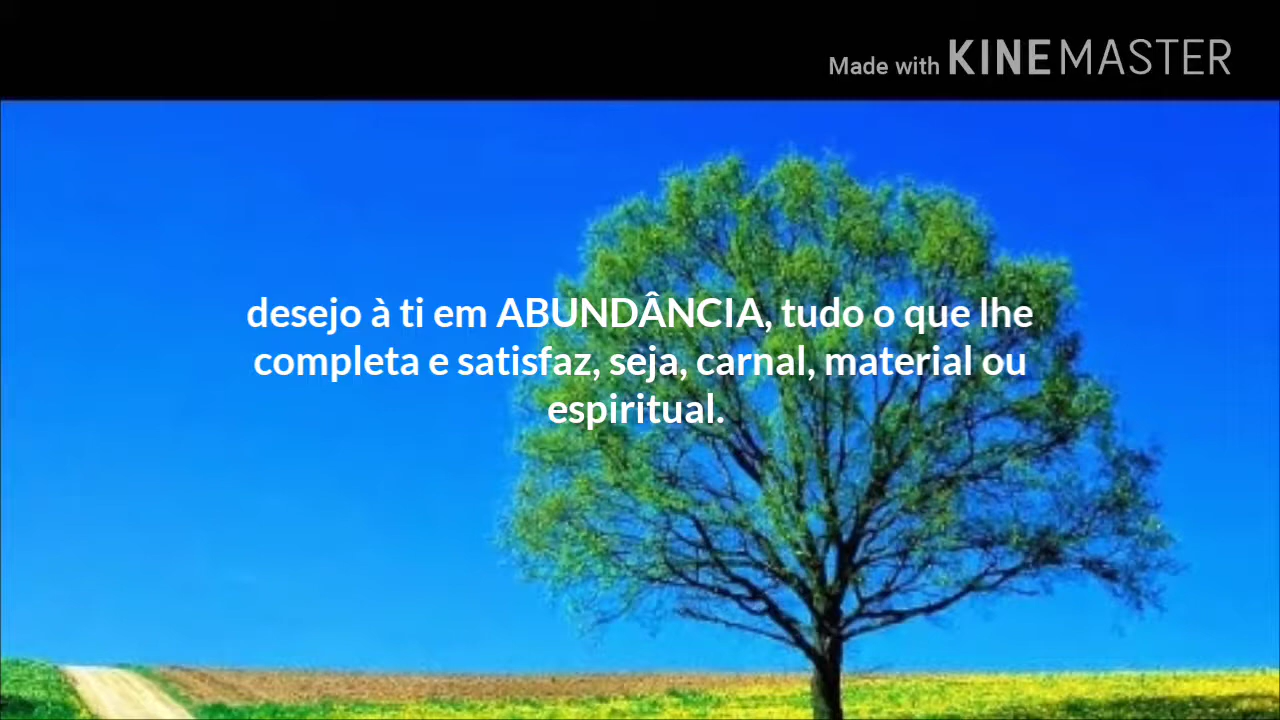 Made with KINEMASTER
desejo à ti em ABUNDÂNCIA, tudo o que lhe
completa e satisfaz, seja, carnal, material ou
espiritual.